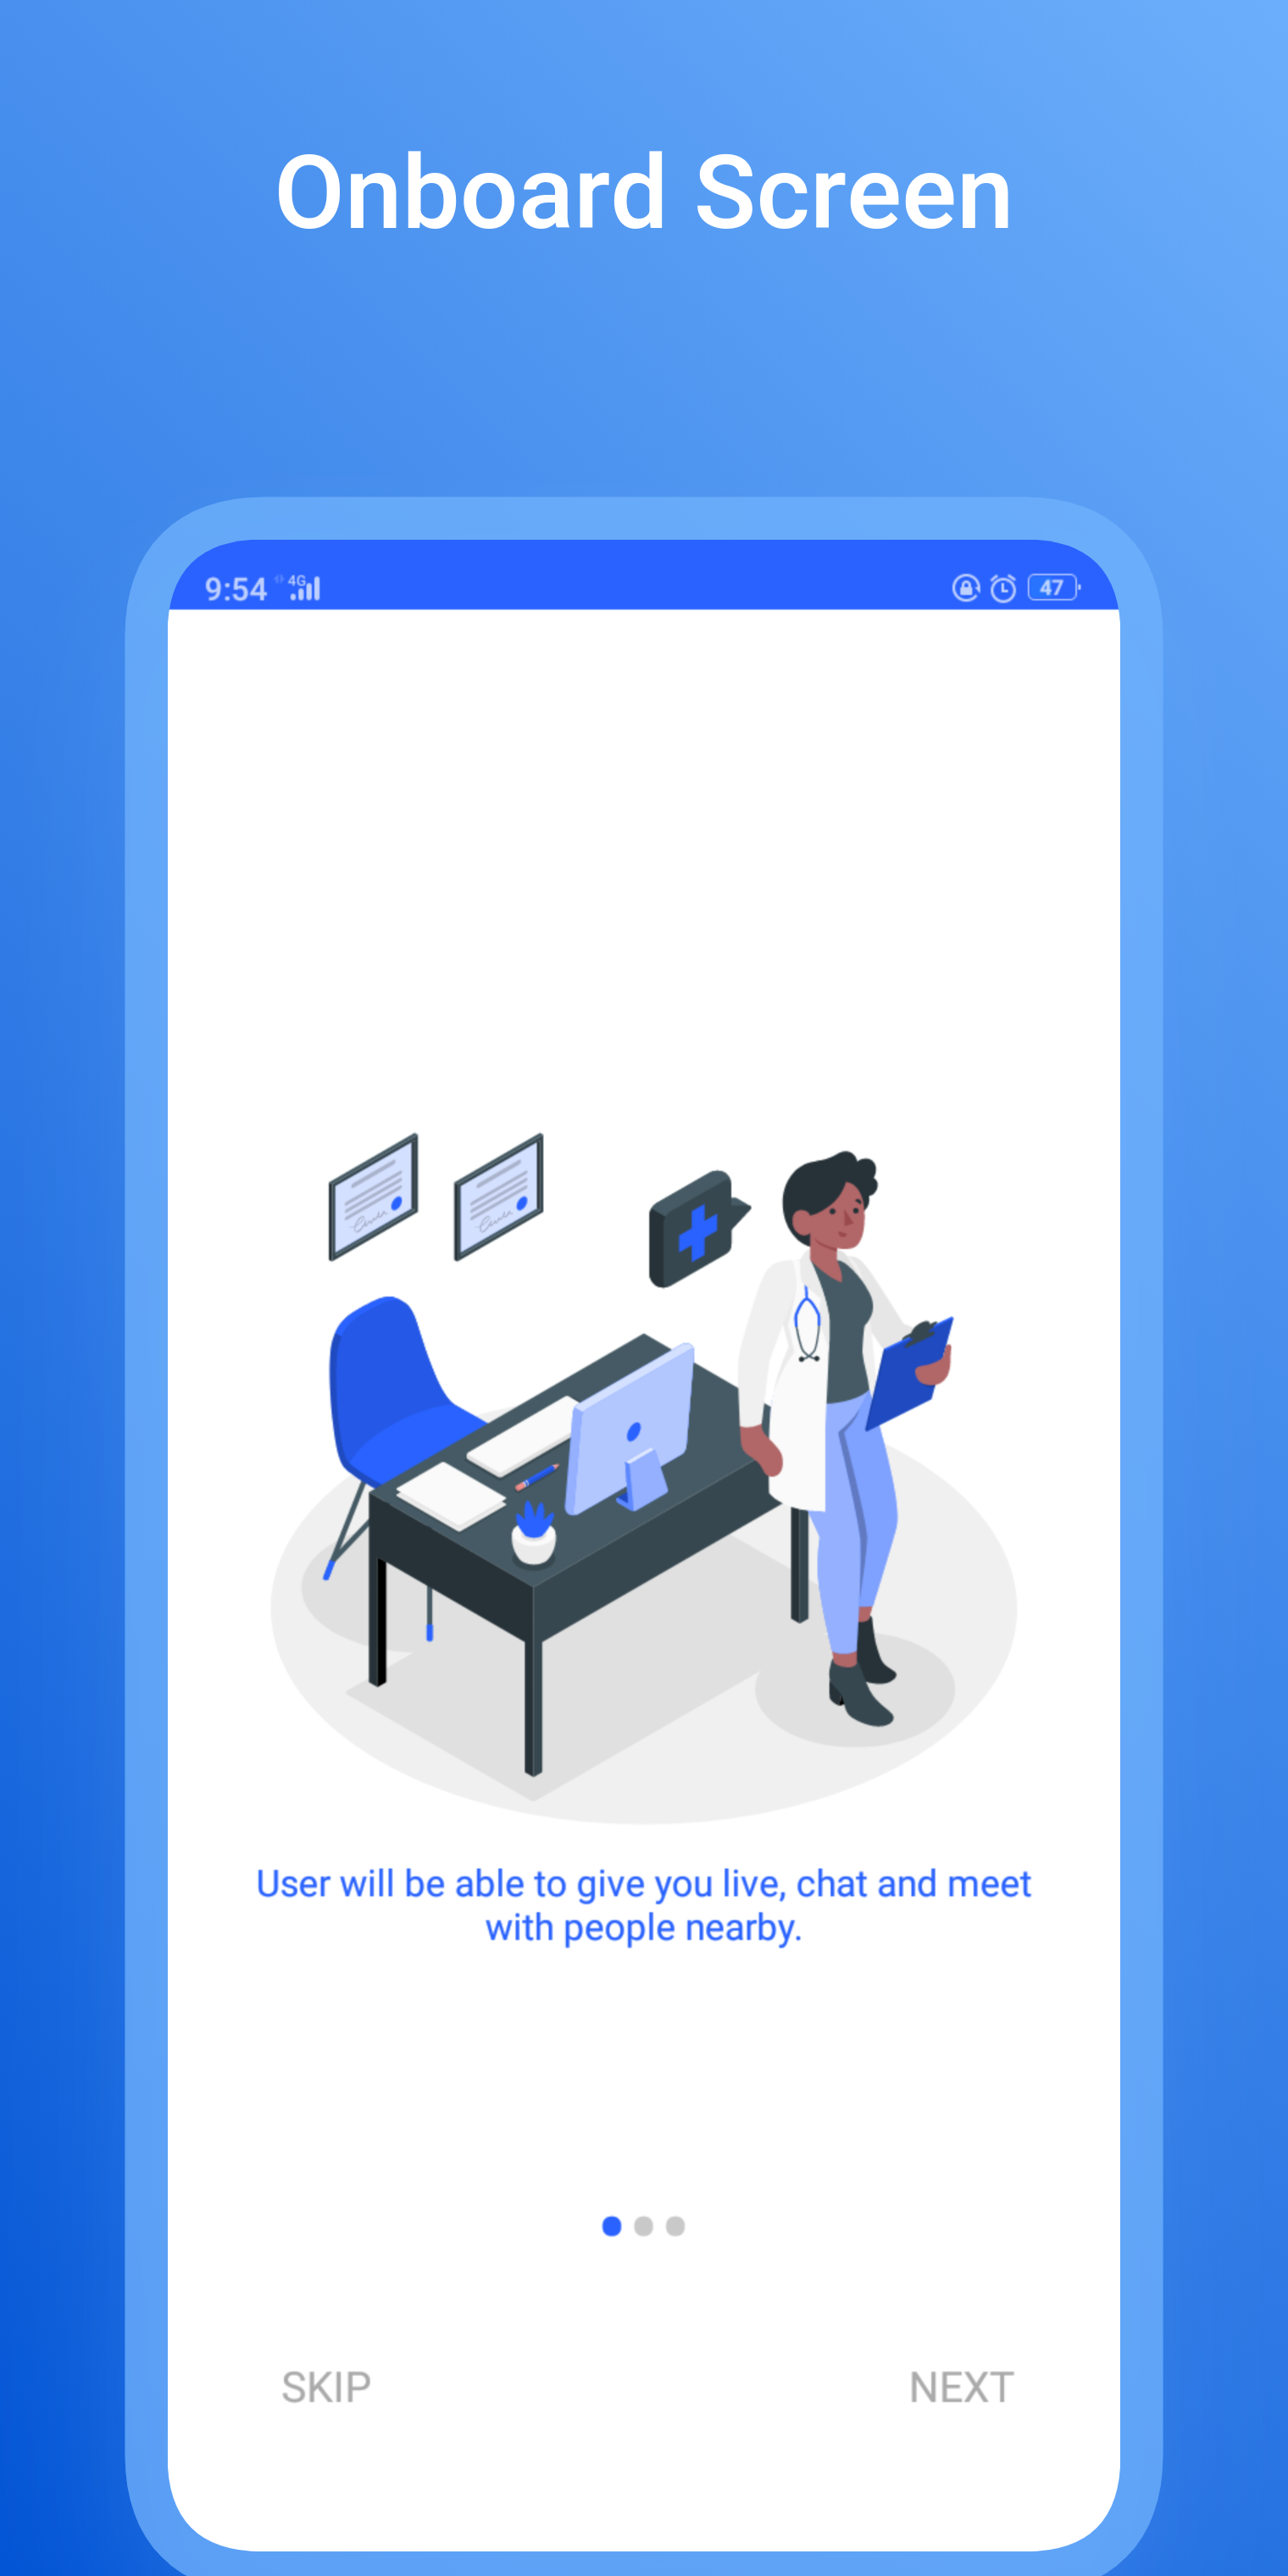 Onboard Screen
9:54 4G 47
User will be able to give you live, chat and meet
with people nearby.
SKIP NEXT